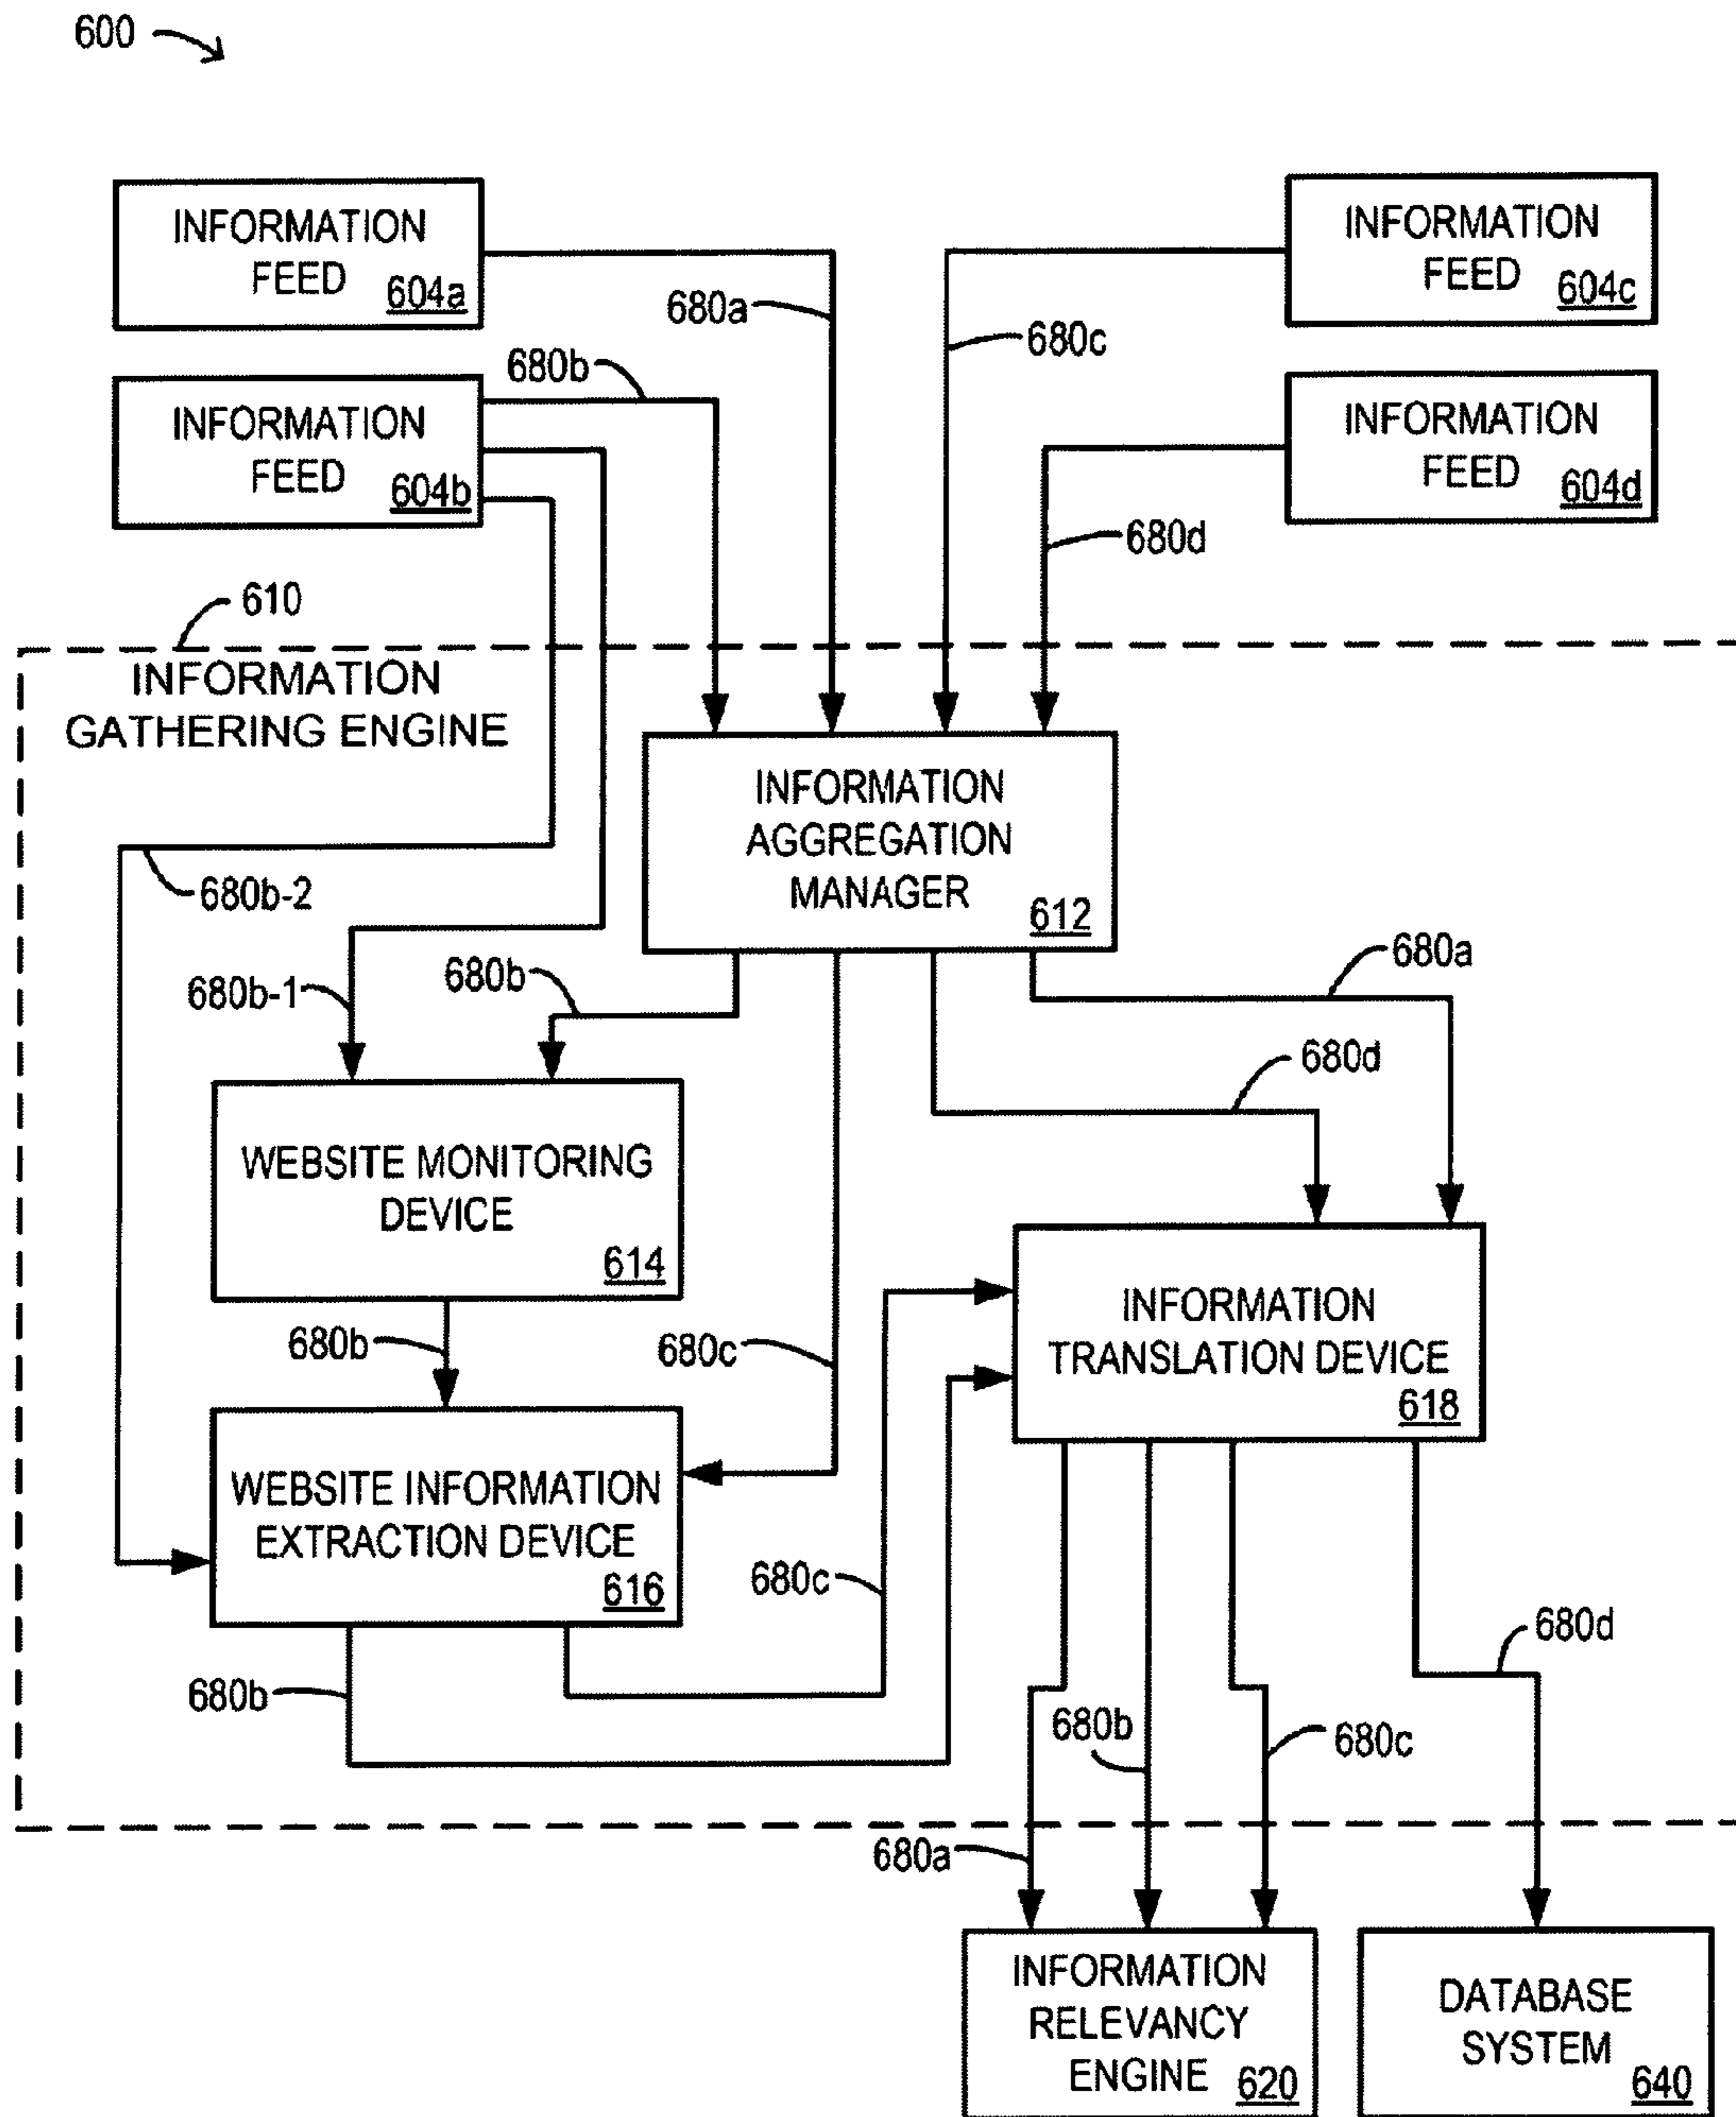 600
INFORMATION
FEED
604a
INFORMATION
FEED
604c
680a
680c
680b
INFORMATION
FEED
604b
INFORMATION
FEED
604d
680d
610
INFORMATION
GATHERING ENGINE
INFORMATION
AGGREGATION
MANAGER
612
680b-2
680b-1
680b
680a
680d
WEBSITE MONITORING
DEVICE
614
680b
680c
INFORMATION
TRANSLATION DEVICE
618
WEBSITE INFORMATION
EXTRACTION DEVICE
616
680c
680b
680d
680b
680c
680a
INFORMATION
RELEVANCY
ENGINE
620
DATABASE
SYSTEM
640